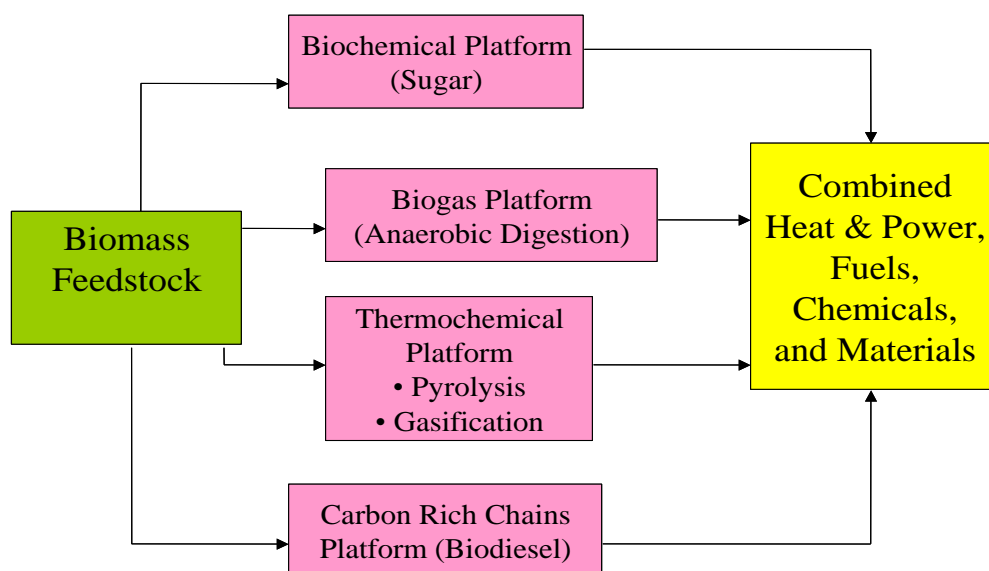 Biochemical Platform
(Sugar)
Biomass
Feedstock
Biogas Platform
(Anaerobic Digestion)
Thermochemical
Platform
• Pyrolysis
• Gasification
Carbon Rich Chains
Platform (Biodiesel)
Combined
Heat & Power,
Fuels,
Chemicals,
and Materials